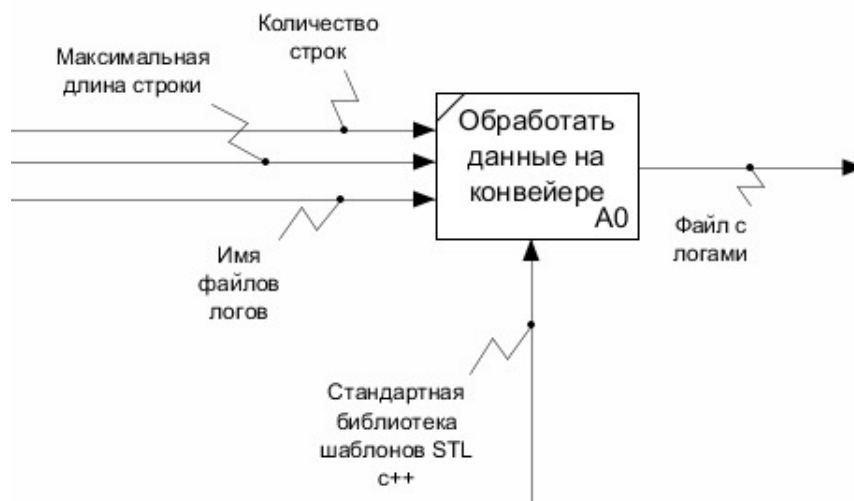 Количество
строк
Максимальная
длина строки
Обработать
данные на
конвейере
A0
Файл с
логами
Имя
файлов
логов
Стандартная
библиотека
шаблонов STL
c++